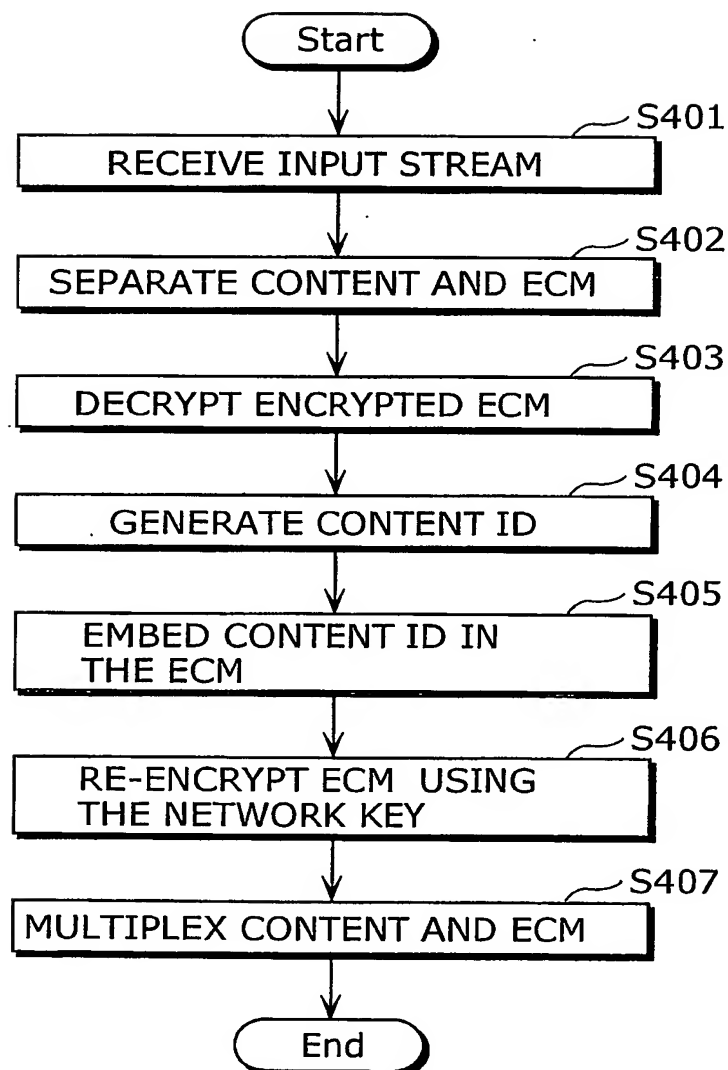 Start
S401
RECEIVE INPUT STREAM
S402
SEPARATE CONTENT AND ECM
S403
DECRYPT ENCRYPTED ECM
S404
GENERATE CONTENT ID
S405
EMBED CONTENT ID IN
THE ECM
S406
RE-ENCRYPT ECM USING
THE NETWORK KEY
S407
MULTIPLEX CONTENT AND ECM
End